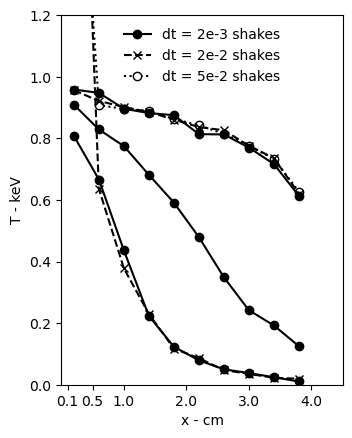 1.2
dt = 2e-3 shakes
dt = 2e-2 shakes
dt = 5e-2 shakes
1.0
0.8
0.6
0.4
0.2
0.0
T - keV
0.1 0.5 1.0 2.0 3.0 4.0
x - cm